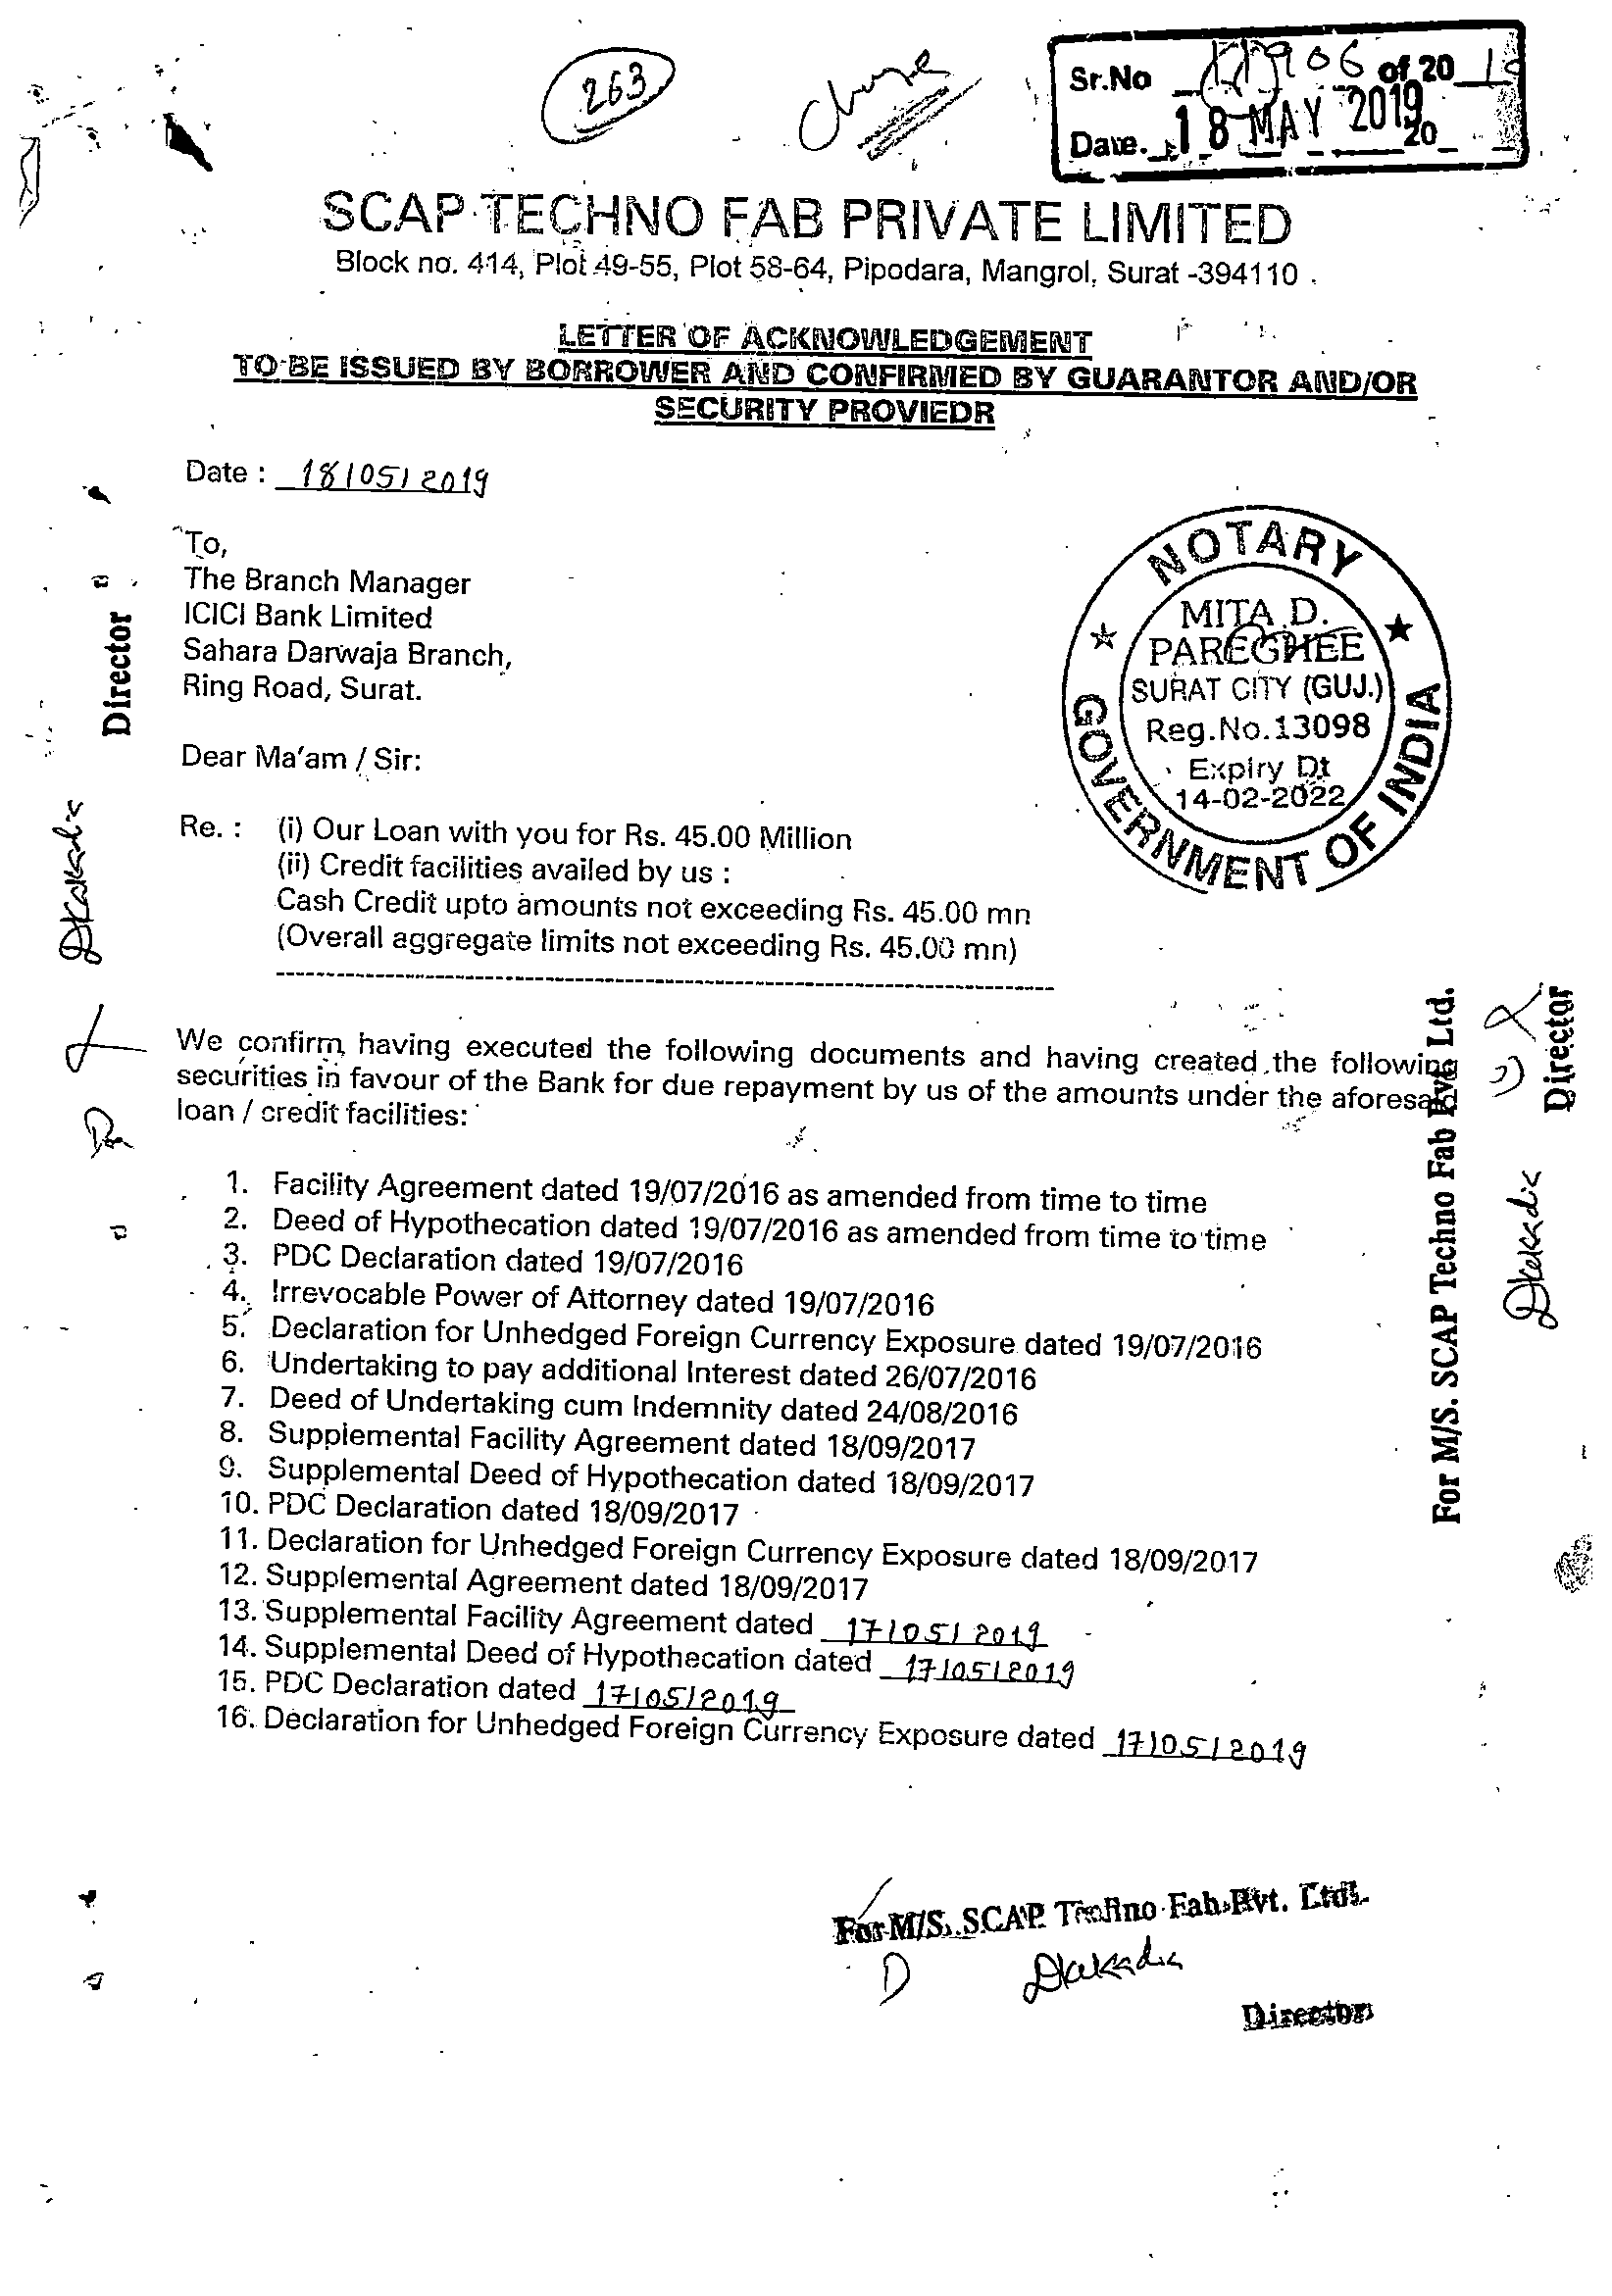 263
Sr.No 906 of 20 19
Date. 18 MAY 2019 20
SCAP TECHNO FAB PRIVATE LIMITED
Block no. 414, Plot 49-55, Plot 58-64, Pipodara, Mangrol, Surat -394110 .
LETTER OF ACKNOWLEDGEMENT
TO BE ISSUED BY BORROWER AND CONFIRMED BY GUARANTOR AND/OR
SECURITY PROVIEDR
Date : 18/05/2019
To,
The Branch Manager
ICICI Bank Limited
Sahara Darwaja Branch,
Ring Road, Surat.
NOTARY
MITA D.
PAREGHEE
SURAT CITY (GUJ.)
Reg.No.13098
Expiry Dt
14-02-2022
GOVERNMENT OF INDIA
Director
Dear Ma'am / Sir:
Re. : (i) Our Loan with you for Rs. 45.00 Million
(ii) Credit facilities availed by us :
Cash Credit upto amounts not exceeding Rs. 45.00 mn
(Overall aggregate limits not exceeding Rs. 45.00 mn)
We confirm having executed the following documents and having created the following
securities in favour of the Bank for due repayment by us of the amounts under the aforesaid
loan / credit facilities:
1. Facility Agreement dated 19/07/2016 as amended from time to time
2. Deed of Hypothecation dated 19/07/2016 as amended from time to time
3. PDC Declaration dated 19/07/2016
4. Irrevocable Power of Attorney dated 19/07/2016
5. Declaration for Unhedged Foreign Currency Exposure dated 19/07/2016
6. Undertaking to pay additional Interest dated 26/07/2016
7. Deed of Undertaking cum Indemnity dated 24/08/2016
8. Supplemental Facility Agreement dated 18/09/2017
9. Supplemental Deed of Hypothecation dated 18/09/2017
10. PDC Declaration dated 18/09/2017
11. Declaration for Unhedged Foreign Currency Exposure dated 18/09/2017
12. Supplemental Agreement dated 18/09/2017
13. Supplemental Facility Agreement dated 17/05/2019
14. Supplemental Deed of Hypothecation dated 17/05/2019
15. PDC Declaration dated 17/05/2019
16. Declaration for Unhedged Foreign Currency Exposure dated 17/05/2019
For M/S. SCAP Techno Fab Pvt. Ltd.
Director
For M/S. SCAP Techno Fab Pvt. Ltd.
Director